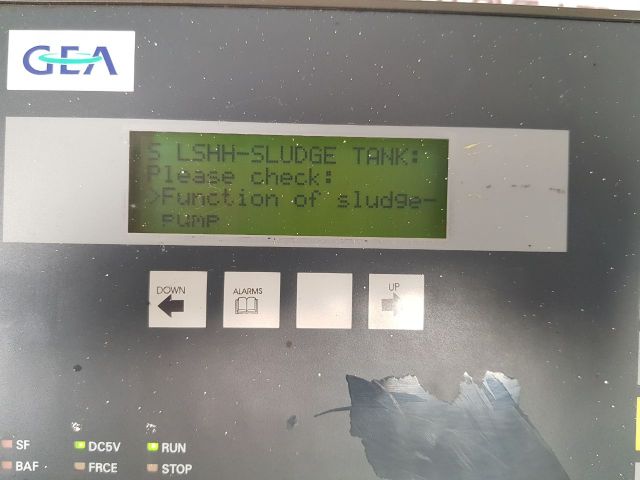 GEA
5 LSHH-SLUDGE TANK:
Please check:
>Function of sludge-
pump
DOWN
ALARMS
UP
SF
DC5V
RUN
BAF
FRCE
STOP